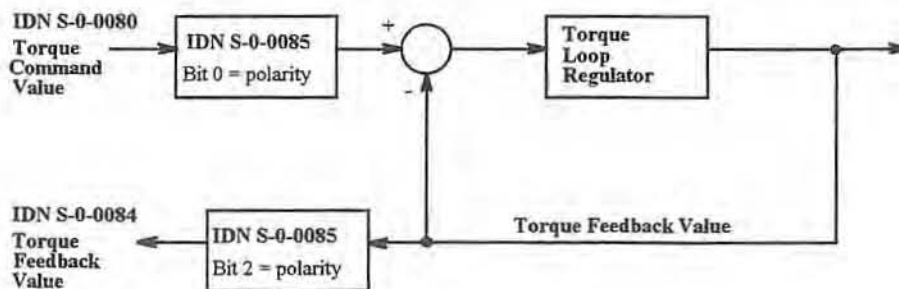 IDN S-0-0080
Torque
Command
Value
IDN S-0-0085
Bit 0 = polarity
+
-
Torque
Loop
Regulator
IDN S-0-0084
Torque
Feedback
Value
IDN S-0-0085
Bit 2 = polarity
Torque Feedback Value